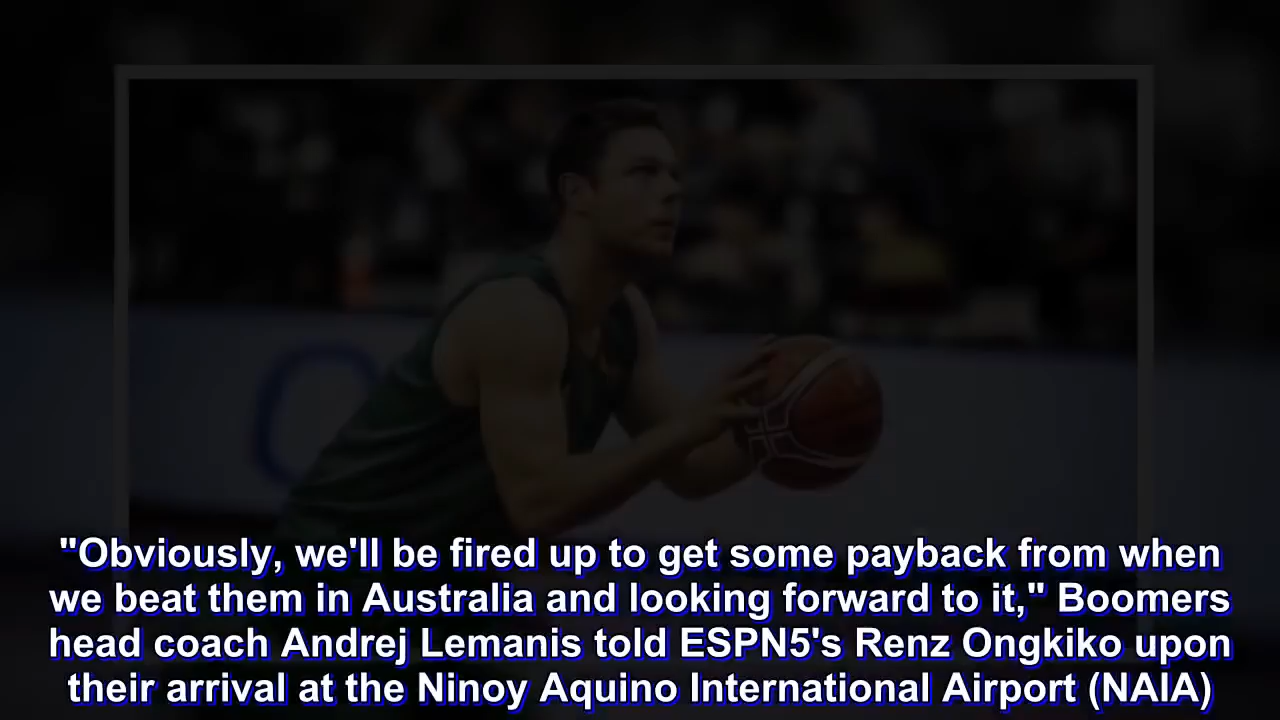 "Obviously, we'll be fired up to get some payback from when
we beat them in Australia and looking forward to it," Boomers
head coach Andrej Lemanis told ESPN5's Renz Ongkiko upon
their arrival at the Ninoy Aquino International Airport (NAIA)